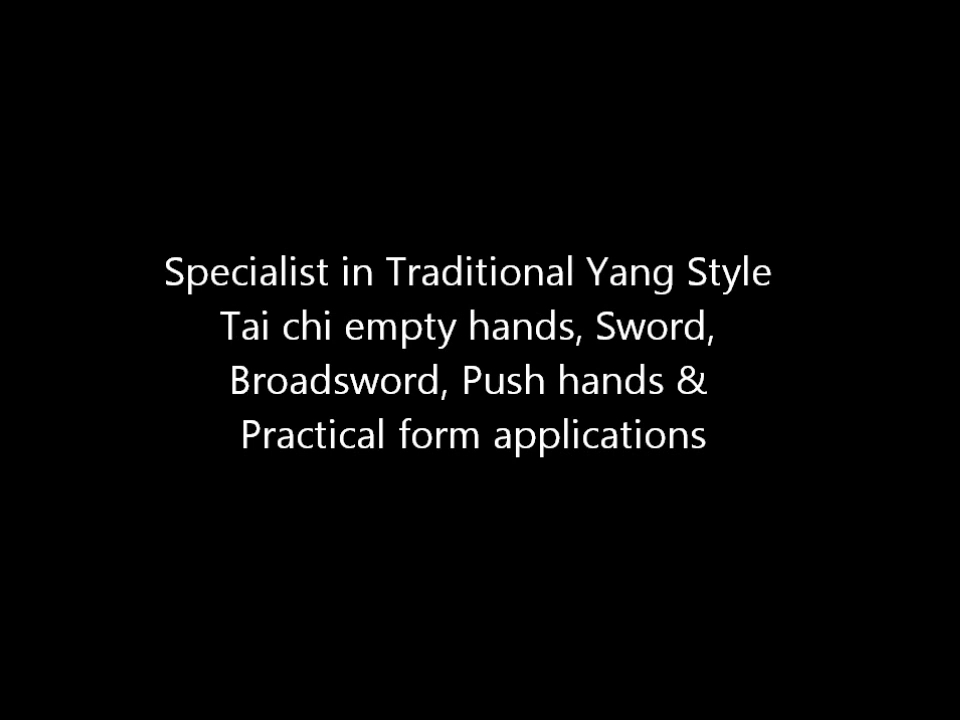 Specialist in Traditional Yang Style
Tai chi empty hands, Sword,
Broadsword, Push hands &
Practical form applications